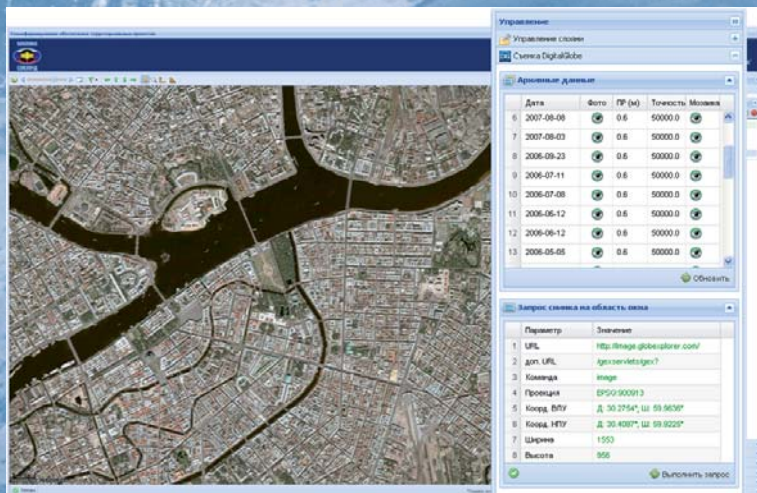 Управление
Управление слоями
Съемка DigitalGlobe
Архивные данные
Дата Фото ПР (м) Точность Мозаика
6 2007-08-08 0.6 50000.0
7 2007-08-03 0.6 50000.0
8 2006-09-23 0.6 50000.0
9 2006-07-11 0.6 50000.0
10 2006-07-08 0.6 50000.0
11 2006-06-12 0.6 50000.0
12 2006-06-12 0.6 50000.0
13 2006-05-05 0.6 50000.0
Обновить
Запрос снимка на область окна
Параметр Значение
1 URL http://image.globexplorer.com/
2 доп. URL /gexservlets/gex?
3 Команда image
4 Проекция EPSG:900913
5 Коорд. ВЛУ Д: 30.2754°, Ш: 59.9636°
6 Коорд. НПУ Д: 30.4087°, Ш: 59.9225°
7 Ширина 1553
8 Высота 956
Выполнить запрос